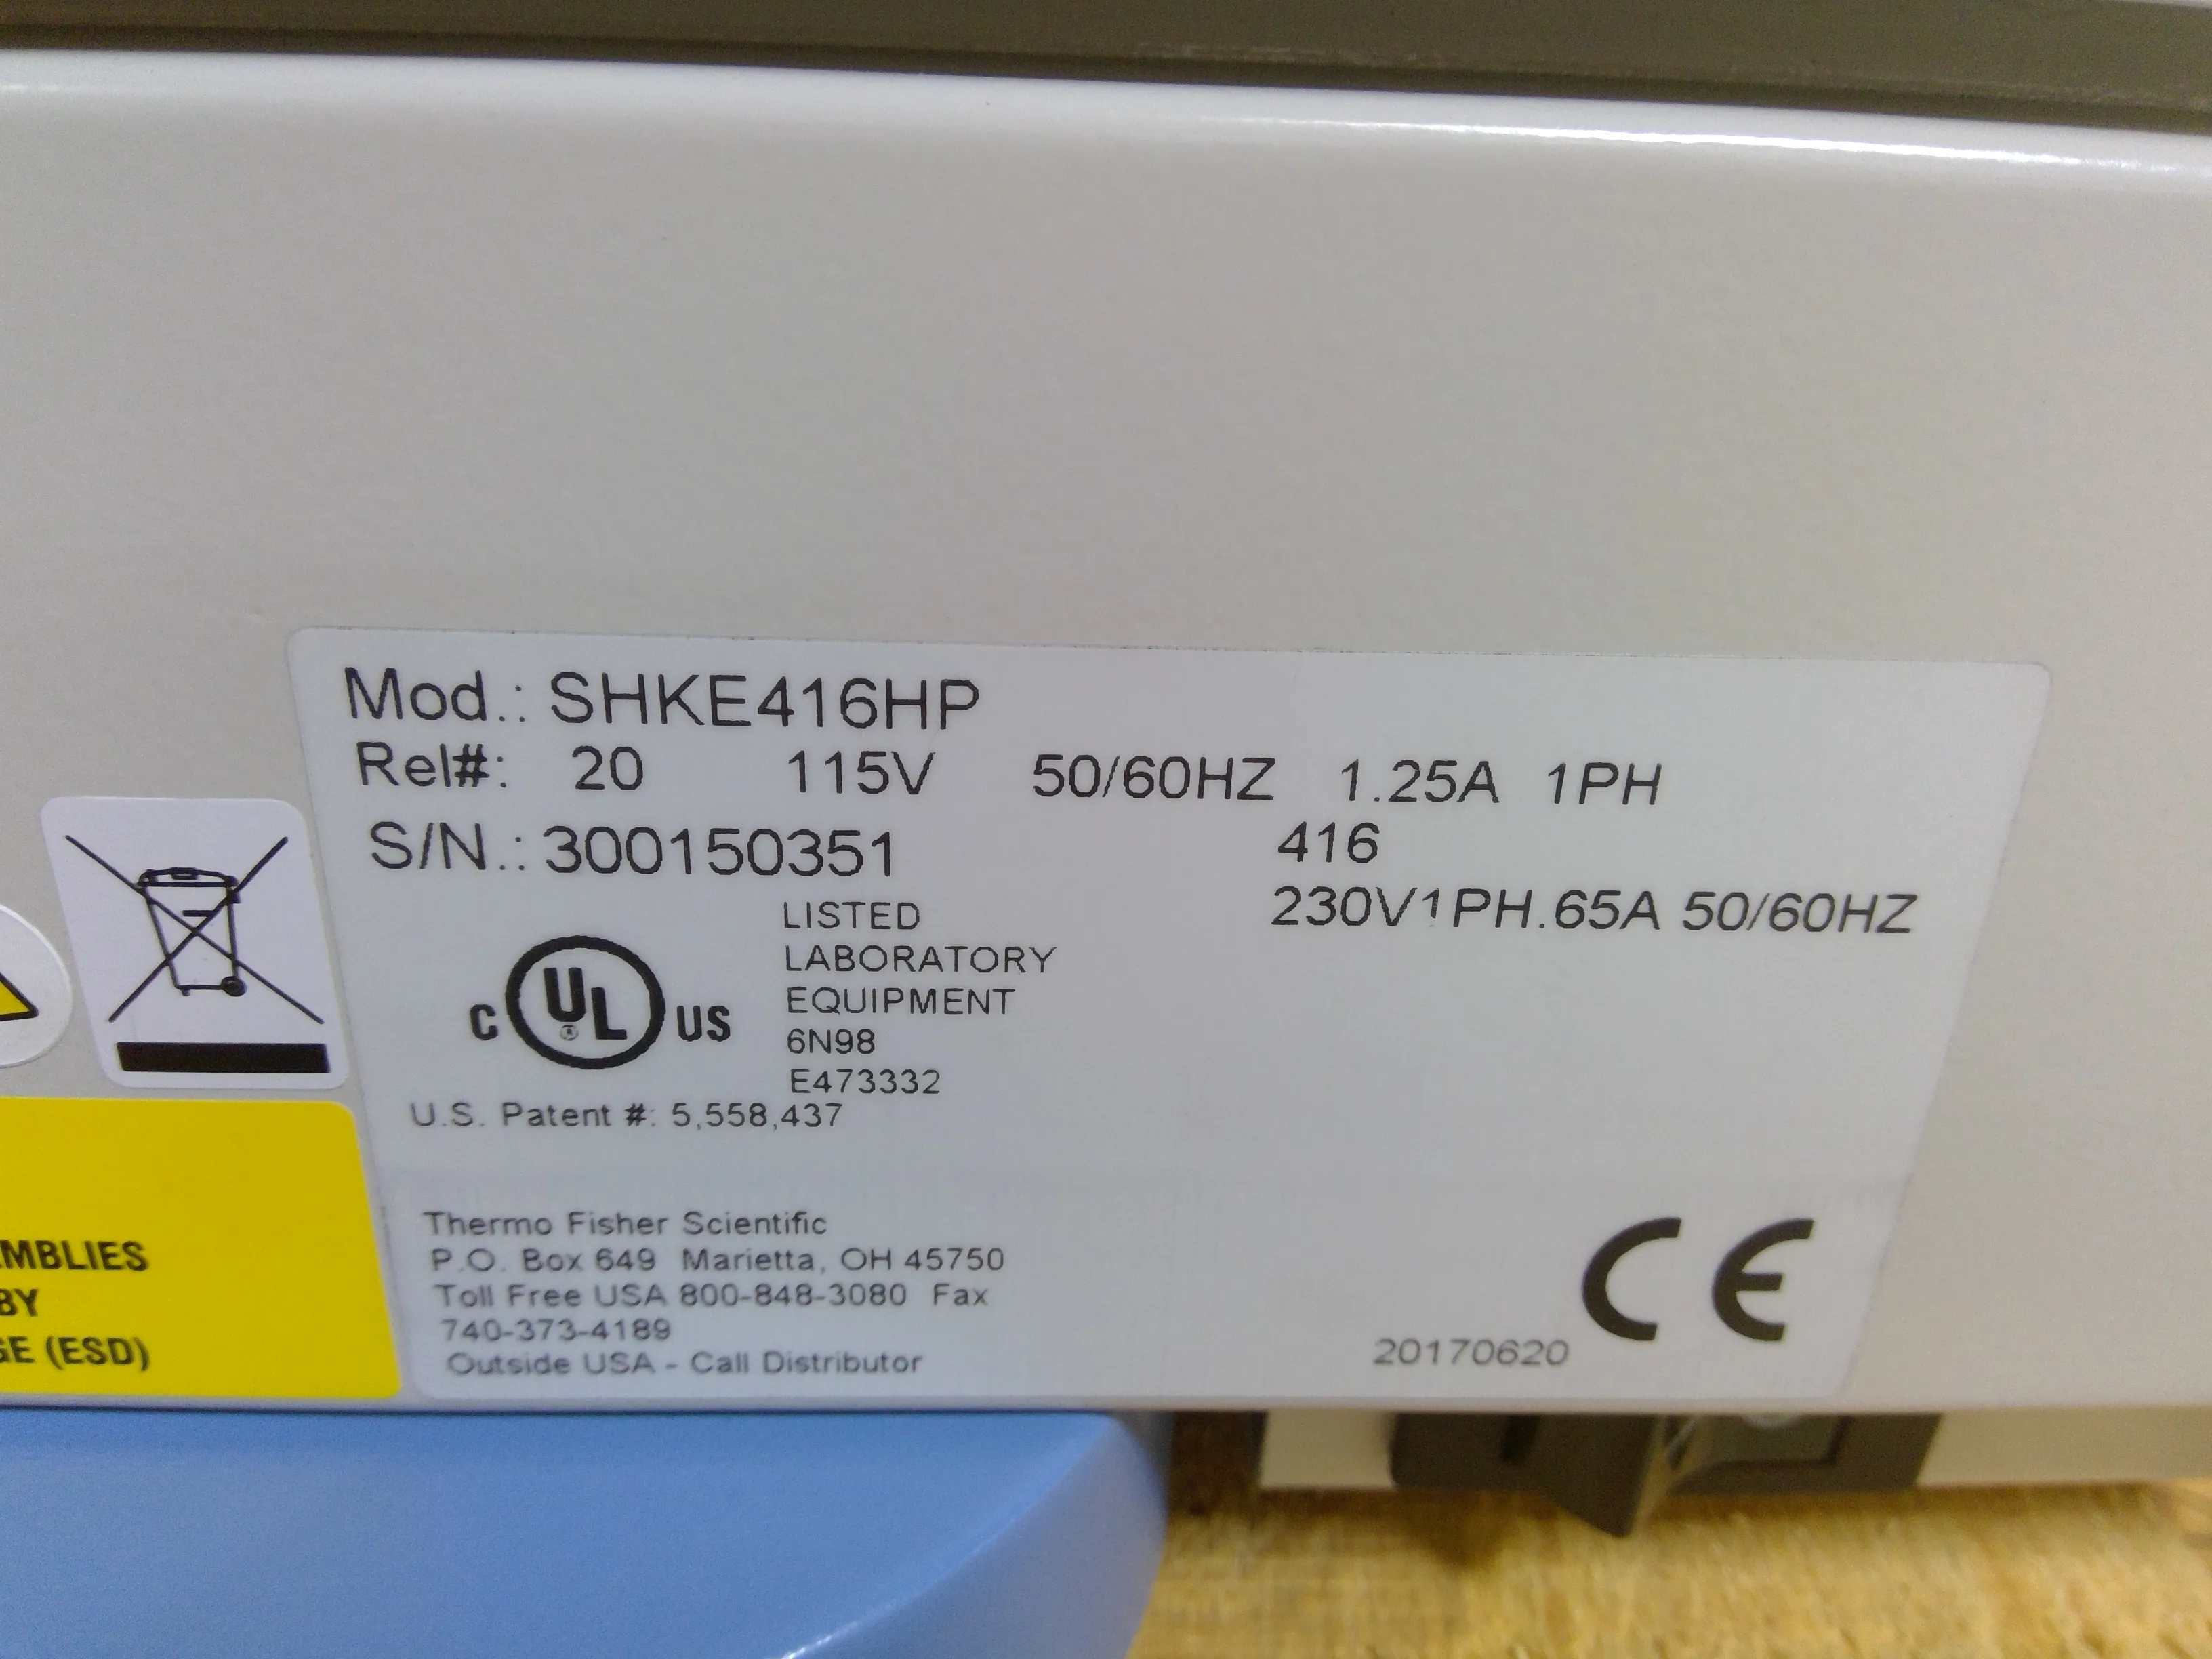 Mod.: SHKE416HP
Rel#: 20 115V 50/60HZ 1.25A 1PH
S/N.: 300150351 416
230V1PH.65A 50/60HZ
C UL ® US
LISTED
LABORATORY
EQUIPMENT
6N98
E473332
U.S. Patent #: 5,558,437
Thermo Fisher Scientific
P.O. Box 649 Marietta, OH 45750
Toll Free USA 800-848-3080 Fax
740-373-4189
Outside USA - Call Distributor
20170620
CE
EMBLIES
BY
GE (ESD)